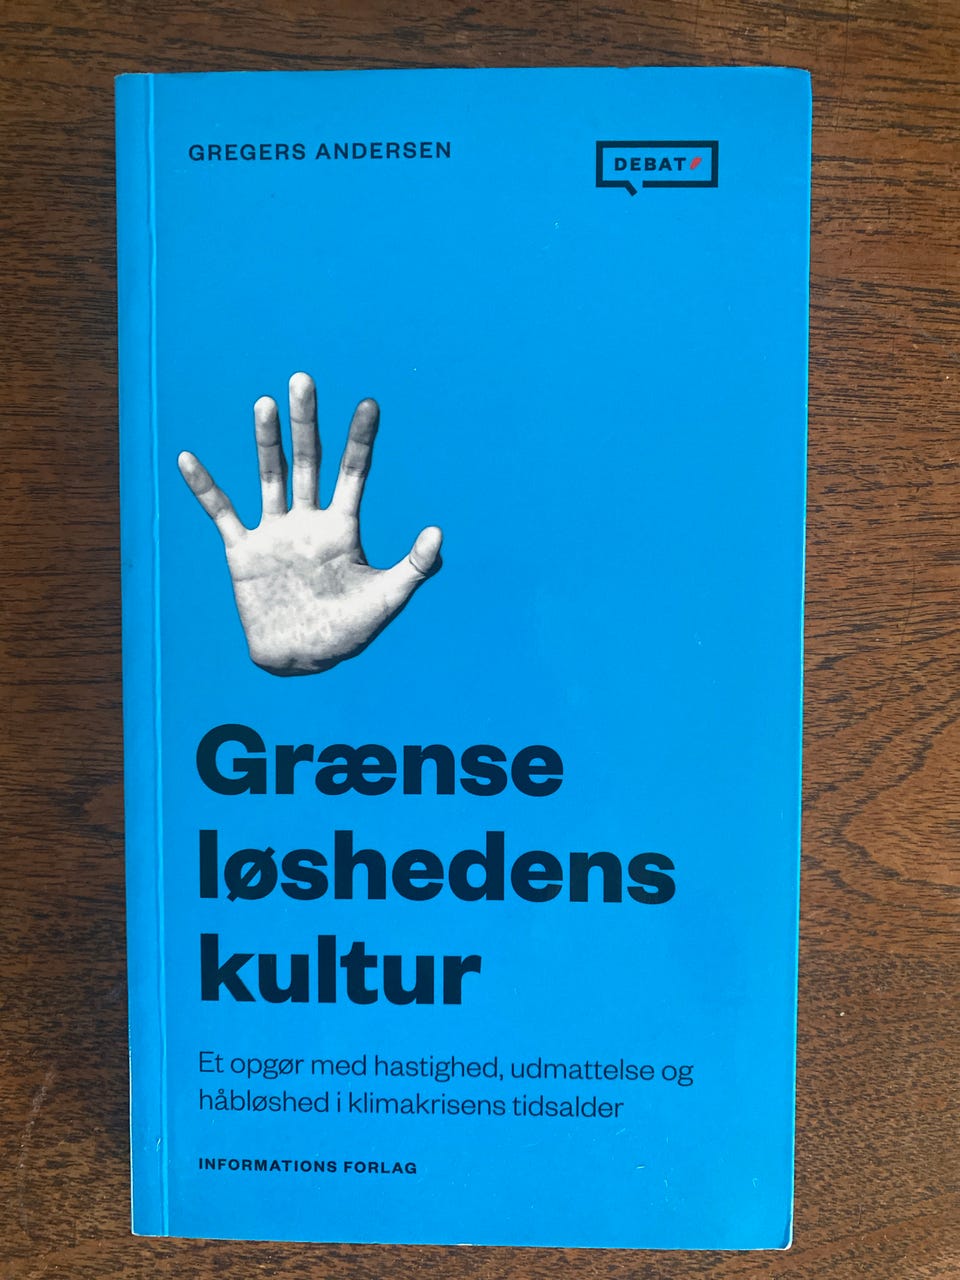 GREGERS ANDERSEN
DEBAT
Grænse
løshedens
kultur
Et opgør med hastighed, udmattelse og
håbløshed i klimakrisens tidsalder
INFORMATIONS FORLAG